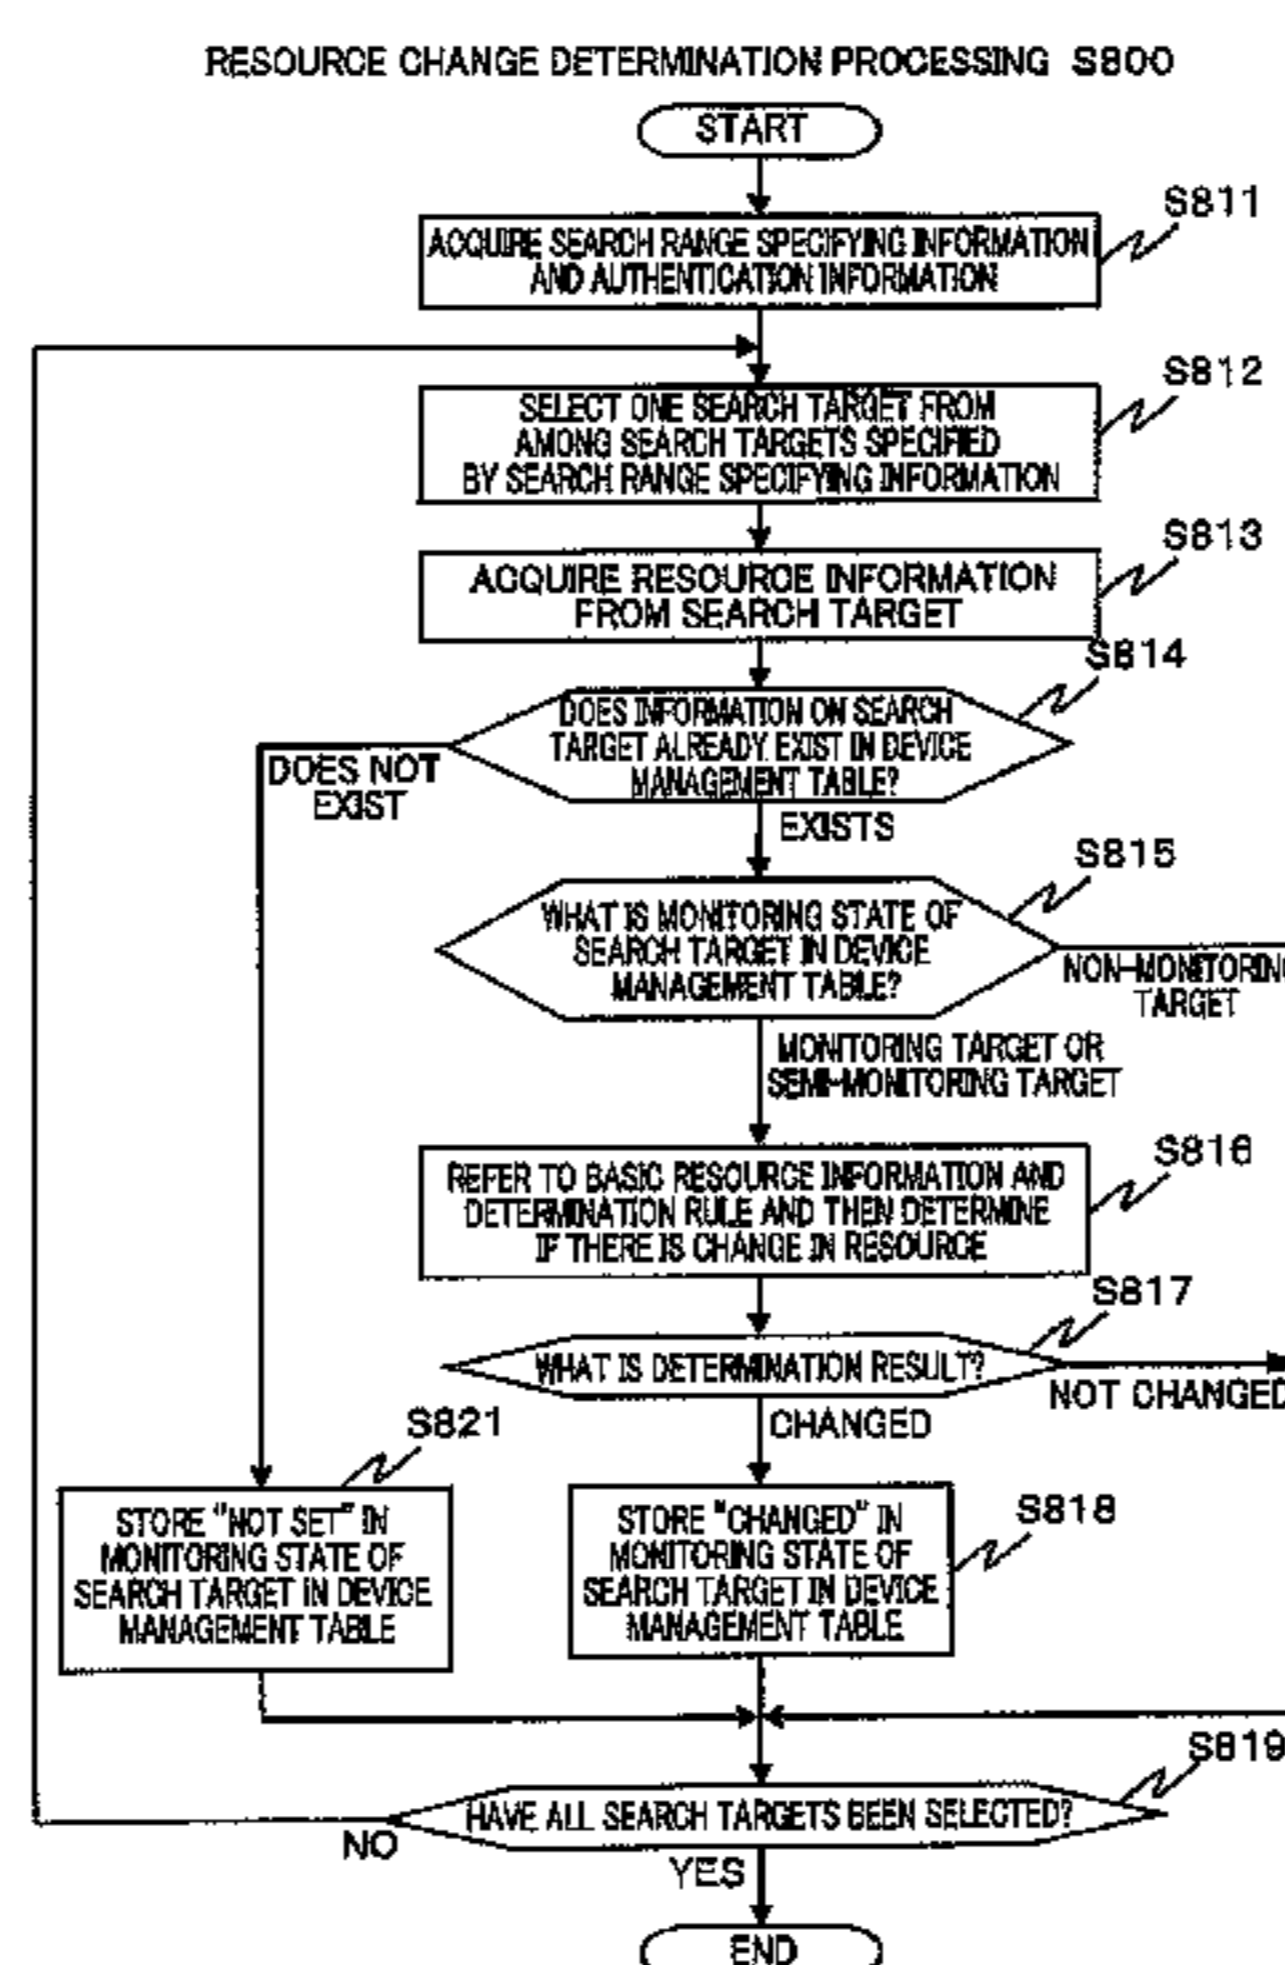 RESOURCE CHANGE DETERMINATION PROCESSING S800
START
S811
ACQUIRE SEARCH RANGE SPECIFYING INFORMATION
AND AUTHENTICATION INFORMATION
S812
SELECT ONE SEARCH TARGET FROM
AMONG SEARCH TARGETS SPECIFIED
BY SEARCH RANGE SPECIFYING INFORMATION
S813
ACQUIRE RESOURCE INFORMATION
FROM SEARCH TARGET
S814
DOES INFORMATION ON SEARCH
TARGET ALREADY EXIST IN DEVICE
MANAGEMENT TABLE?
DOES NOT
EXIST
EXISTS
S815
WHAT IS MONITORING STATE OF
SEARCH TARGET IN DEVICE
MANAGEMENT TABLE?
NON-MONITORING
TARGET
MONITORING TARGET OR
SEMI-MONITORING TARGET
S816
REFER TO BASIC RESOURCE INFORMATION AND
DETERMINATION RULE AND THEN DETERMINE
IF THERE IS CHANGE IN RESOURCE
S817
WHAT IS DETERMINATION RESULT?
NOT CHANGED
CHANGED
S821
STORE "NOT SET" IN
MONITORING STATE OF
SEARCH TARGET IN DEVICE
MANAGEMENT TABLE
S818
STORE "CHANGED" IN
MONITORING STATE OF
SEARCH TARGET IN DEVICE
MANAGEMENT TABLE
S819
HAVE ALL SEARCH TARGETS BEEN SELECTED?
NO
YES
END